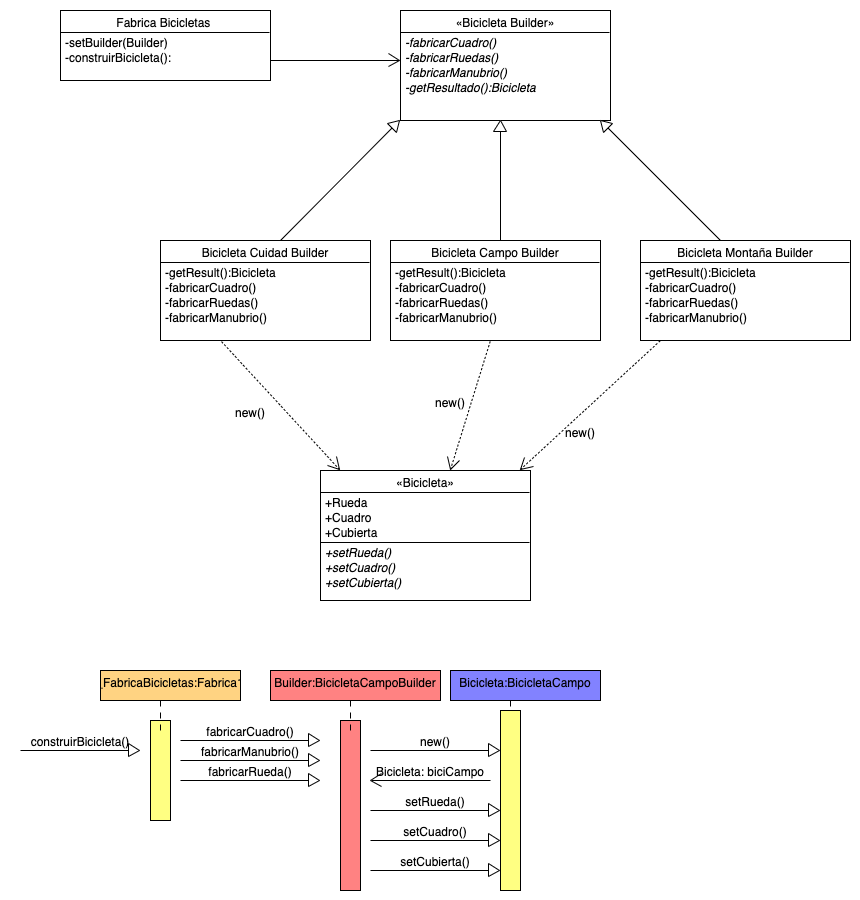 Fabrica Bicicletas
-setBuilder(Builder)
-construirBicicleta():
«Bicicleta Builder»
-fabricarCuadro()
-fabricarRuedas()
-fabricarManubrio()
-getResultado():Bicicleta
Bicicleta Cuidad Builder
-getResult():Bicicleta
-fabricarCuadro()
-fabricarRuedas()
-fabricarManubrio()
Bicicleta Campo Builder
-getResult():Bicicleta
-fabricarCuadro()
-fabricarRuedas()
-fabricarManubrio()
Bicicleta Montaña Builder
-getResult():Bicicleta
-fabricarCuadro()
-fabricarRuedas()
-fabricarManubrio()
new()
new()
new()
«Bicicleta»
+Rueda
+Cuadro
+Cubierta
+setRueda()
+setCuadro()
+setCubierta()
FabricaBicicletas:Fabrica
Builder:BicicletaCampoBuilder
Bicicleta:BicicletaCampo
construirBicicleta()
fabricarCuadro()
fabricarManubrio()
fabricarRueda()
new()
Bicicleta: biciCampo
setRueda()
setCuadro()
setCubierta()